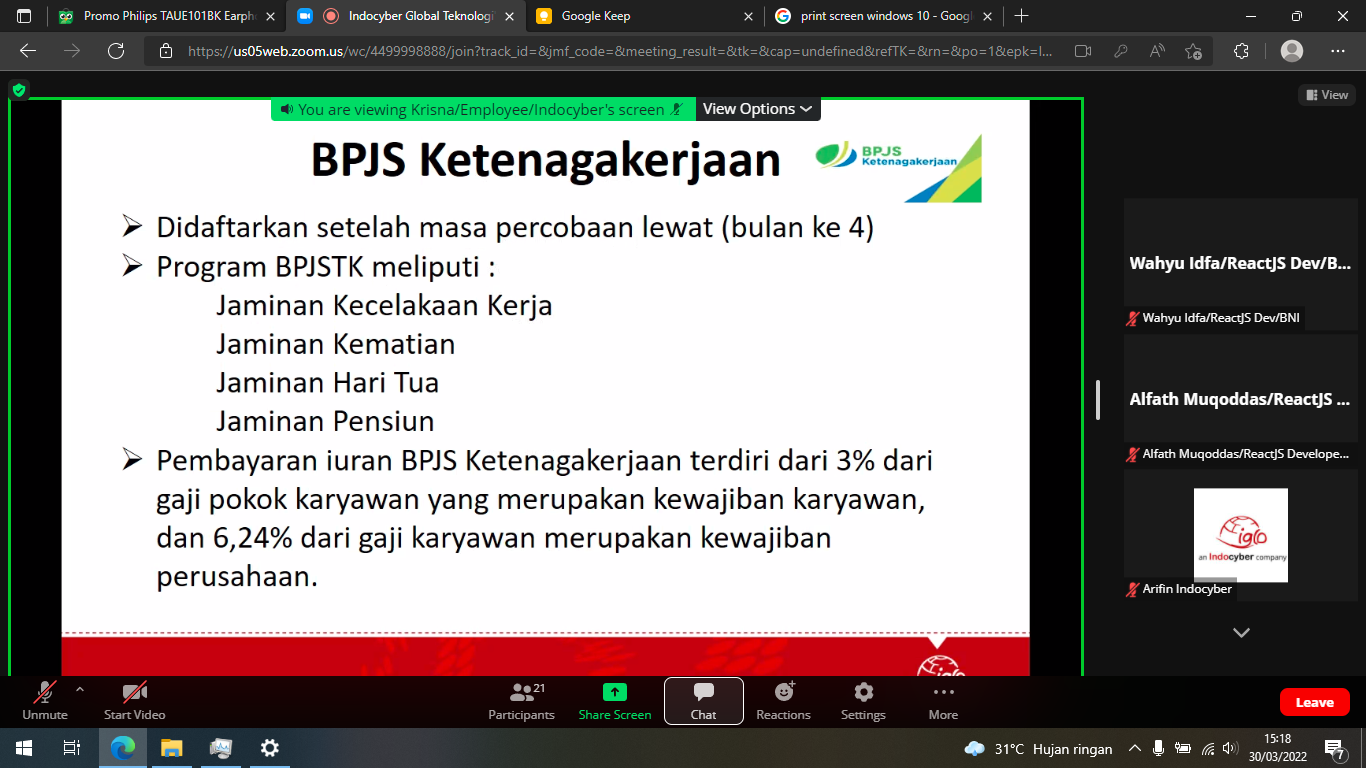 Promo Philips TAUE101BK Earph
Indocyber Global Teknologi
Google Keep
print screen windows 10 - Goog
https://us05web.zoom.us/wc/4499998888/join?track_id=&jmf_code=&meeting_result=&tk=&cap=undefined&refTK=&rn=&po=1&epk=I...
View
You are viewing Krisna/Employee/Indocyber's screen
View Options
BPJS Ketenagakerjaan
BPJS
Ketenagakerjaan
➢ Didaftarkan setelah masa percobaan lewat (bulan ke 4)
➢ Program BPJSTK meliputi :
Jaminan Kecelakaan Kerja
Jaminan Kematian
Jaminan Hari Tua
Jaminan Pensiun
➢ Pembayaran iuran BPJS Ketenagakerjaan terdiri dari 3% dari
gaji pokok karyawan yang merupakan kewajiban karyawan,
dan 6,24% dari gaji karyawan merupakan kewajiban
perusahaan.
Wahyu Idfa/ReactJS Dev/B...
Wahyu Idfa/ReactJS Dev/BNI
Alfath Muqoddas/ReactJS ...
Alfath Muqoddas/ReactJS Develope...
iglo
an Indocyber company
Arifin Indocyber
Unmute
Start Video
21
Participants
Share Screen
Chat
Reactions
Settings
More
Leave
31°C Hujan ringan
15:18
30/03/2022
7